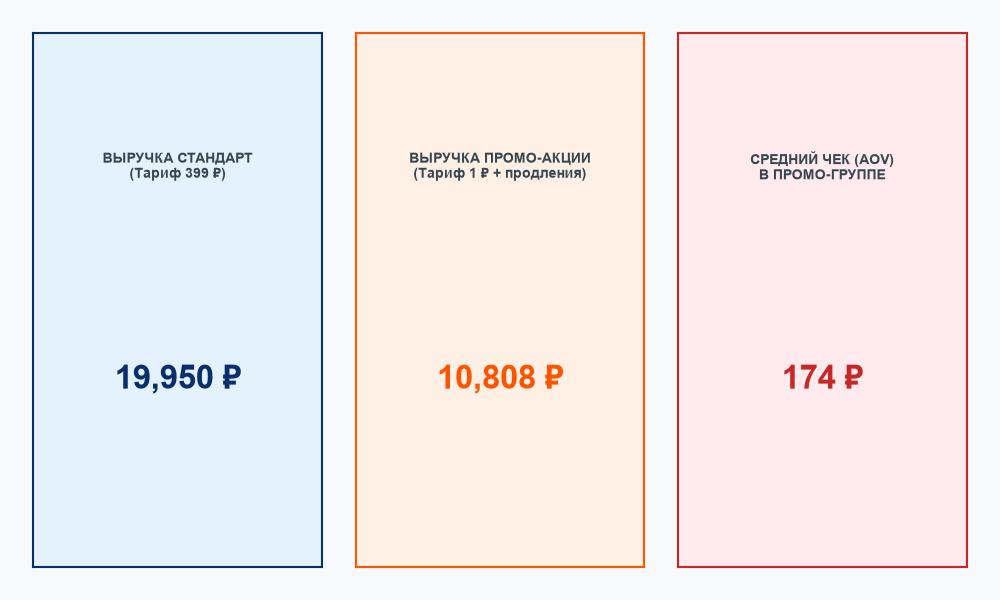 ВЫРУЧКА СТАНДАРТ
(Тариф 399 ₽)
19,950 ₽
ВЫРУЧКА ПРОМО-АКЦИИ
(Тариф 1 ₽ + продления)
10,808 ₽
СРЕДНИЙ ЧЕК (AOV)
В ПРОМО-ГРУППЕ
174 ₽